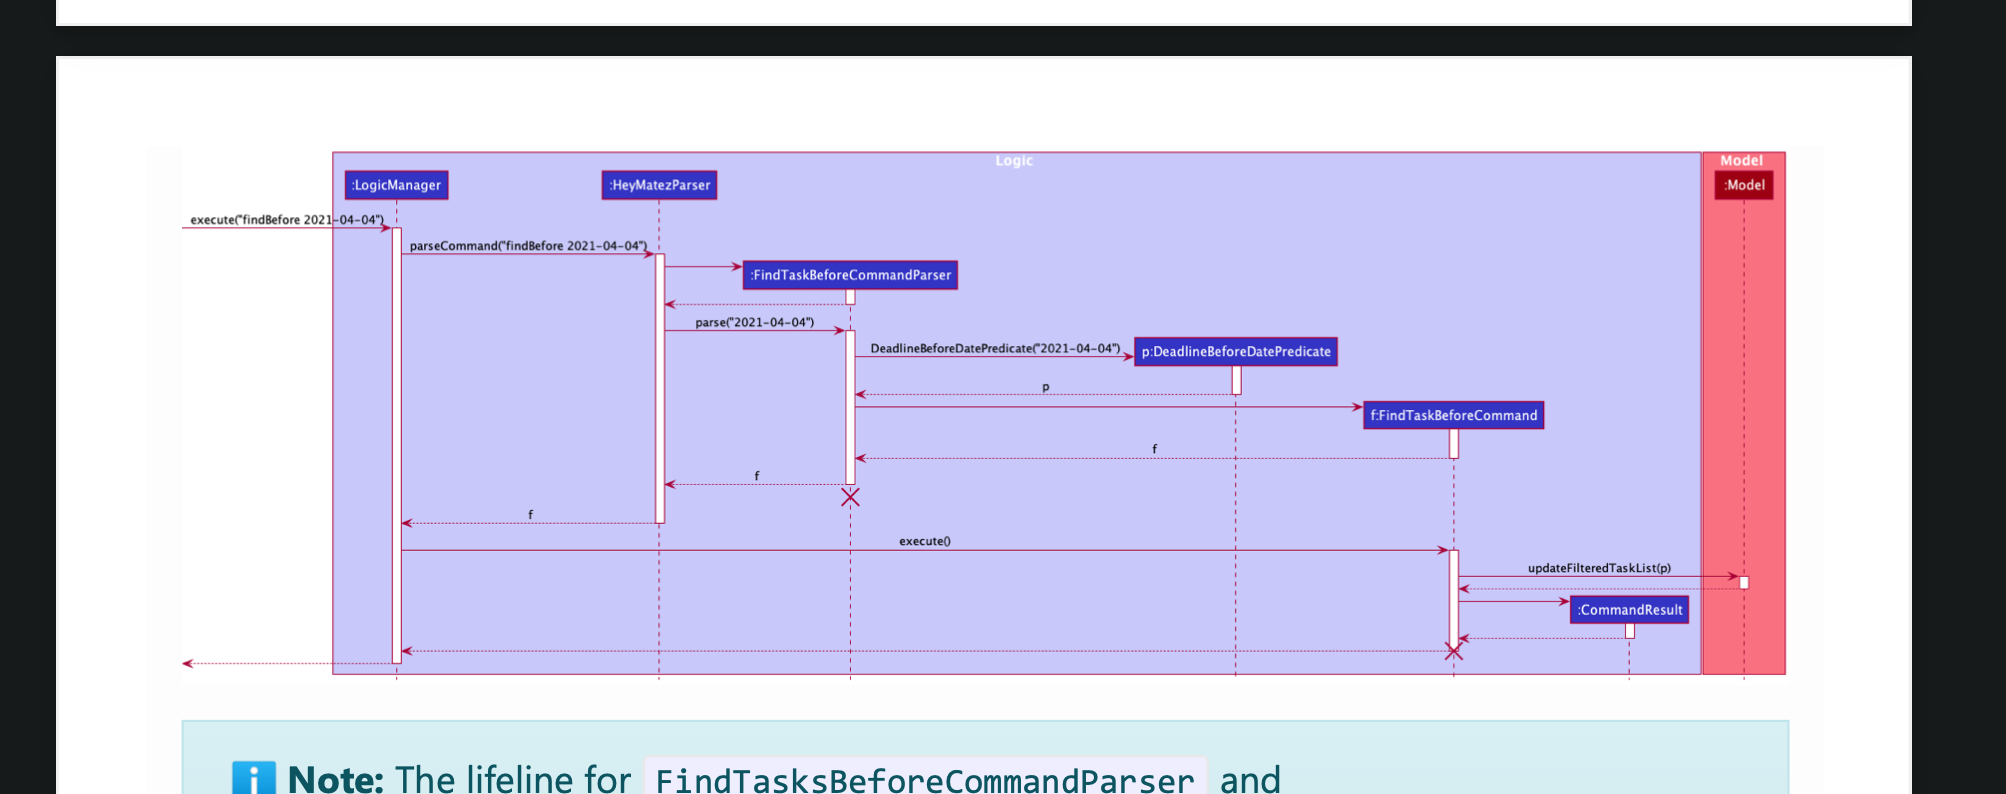 Logic
Model
:LogicManager
:HeyMatezParser
:Model
execute("findBefore 2021-04-04")
parseCommand("findBefore 2021-04-04")
:FindTaskBeforeCommandParser
parse("2021-04-04")
DeadlineBeforeDatePredicate("2021-04-04")
p:DeadlineBeforeDatePredicate
p
f:FindTaskBeforeCommand
f
f
f
execute()
updateFilteredTaskList(p)
:CommandResult
Note: The lifeline for FindTasksBeforeCommandParser and